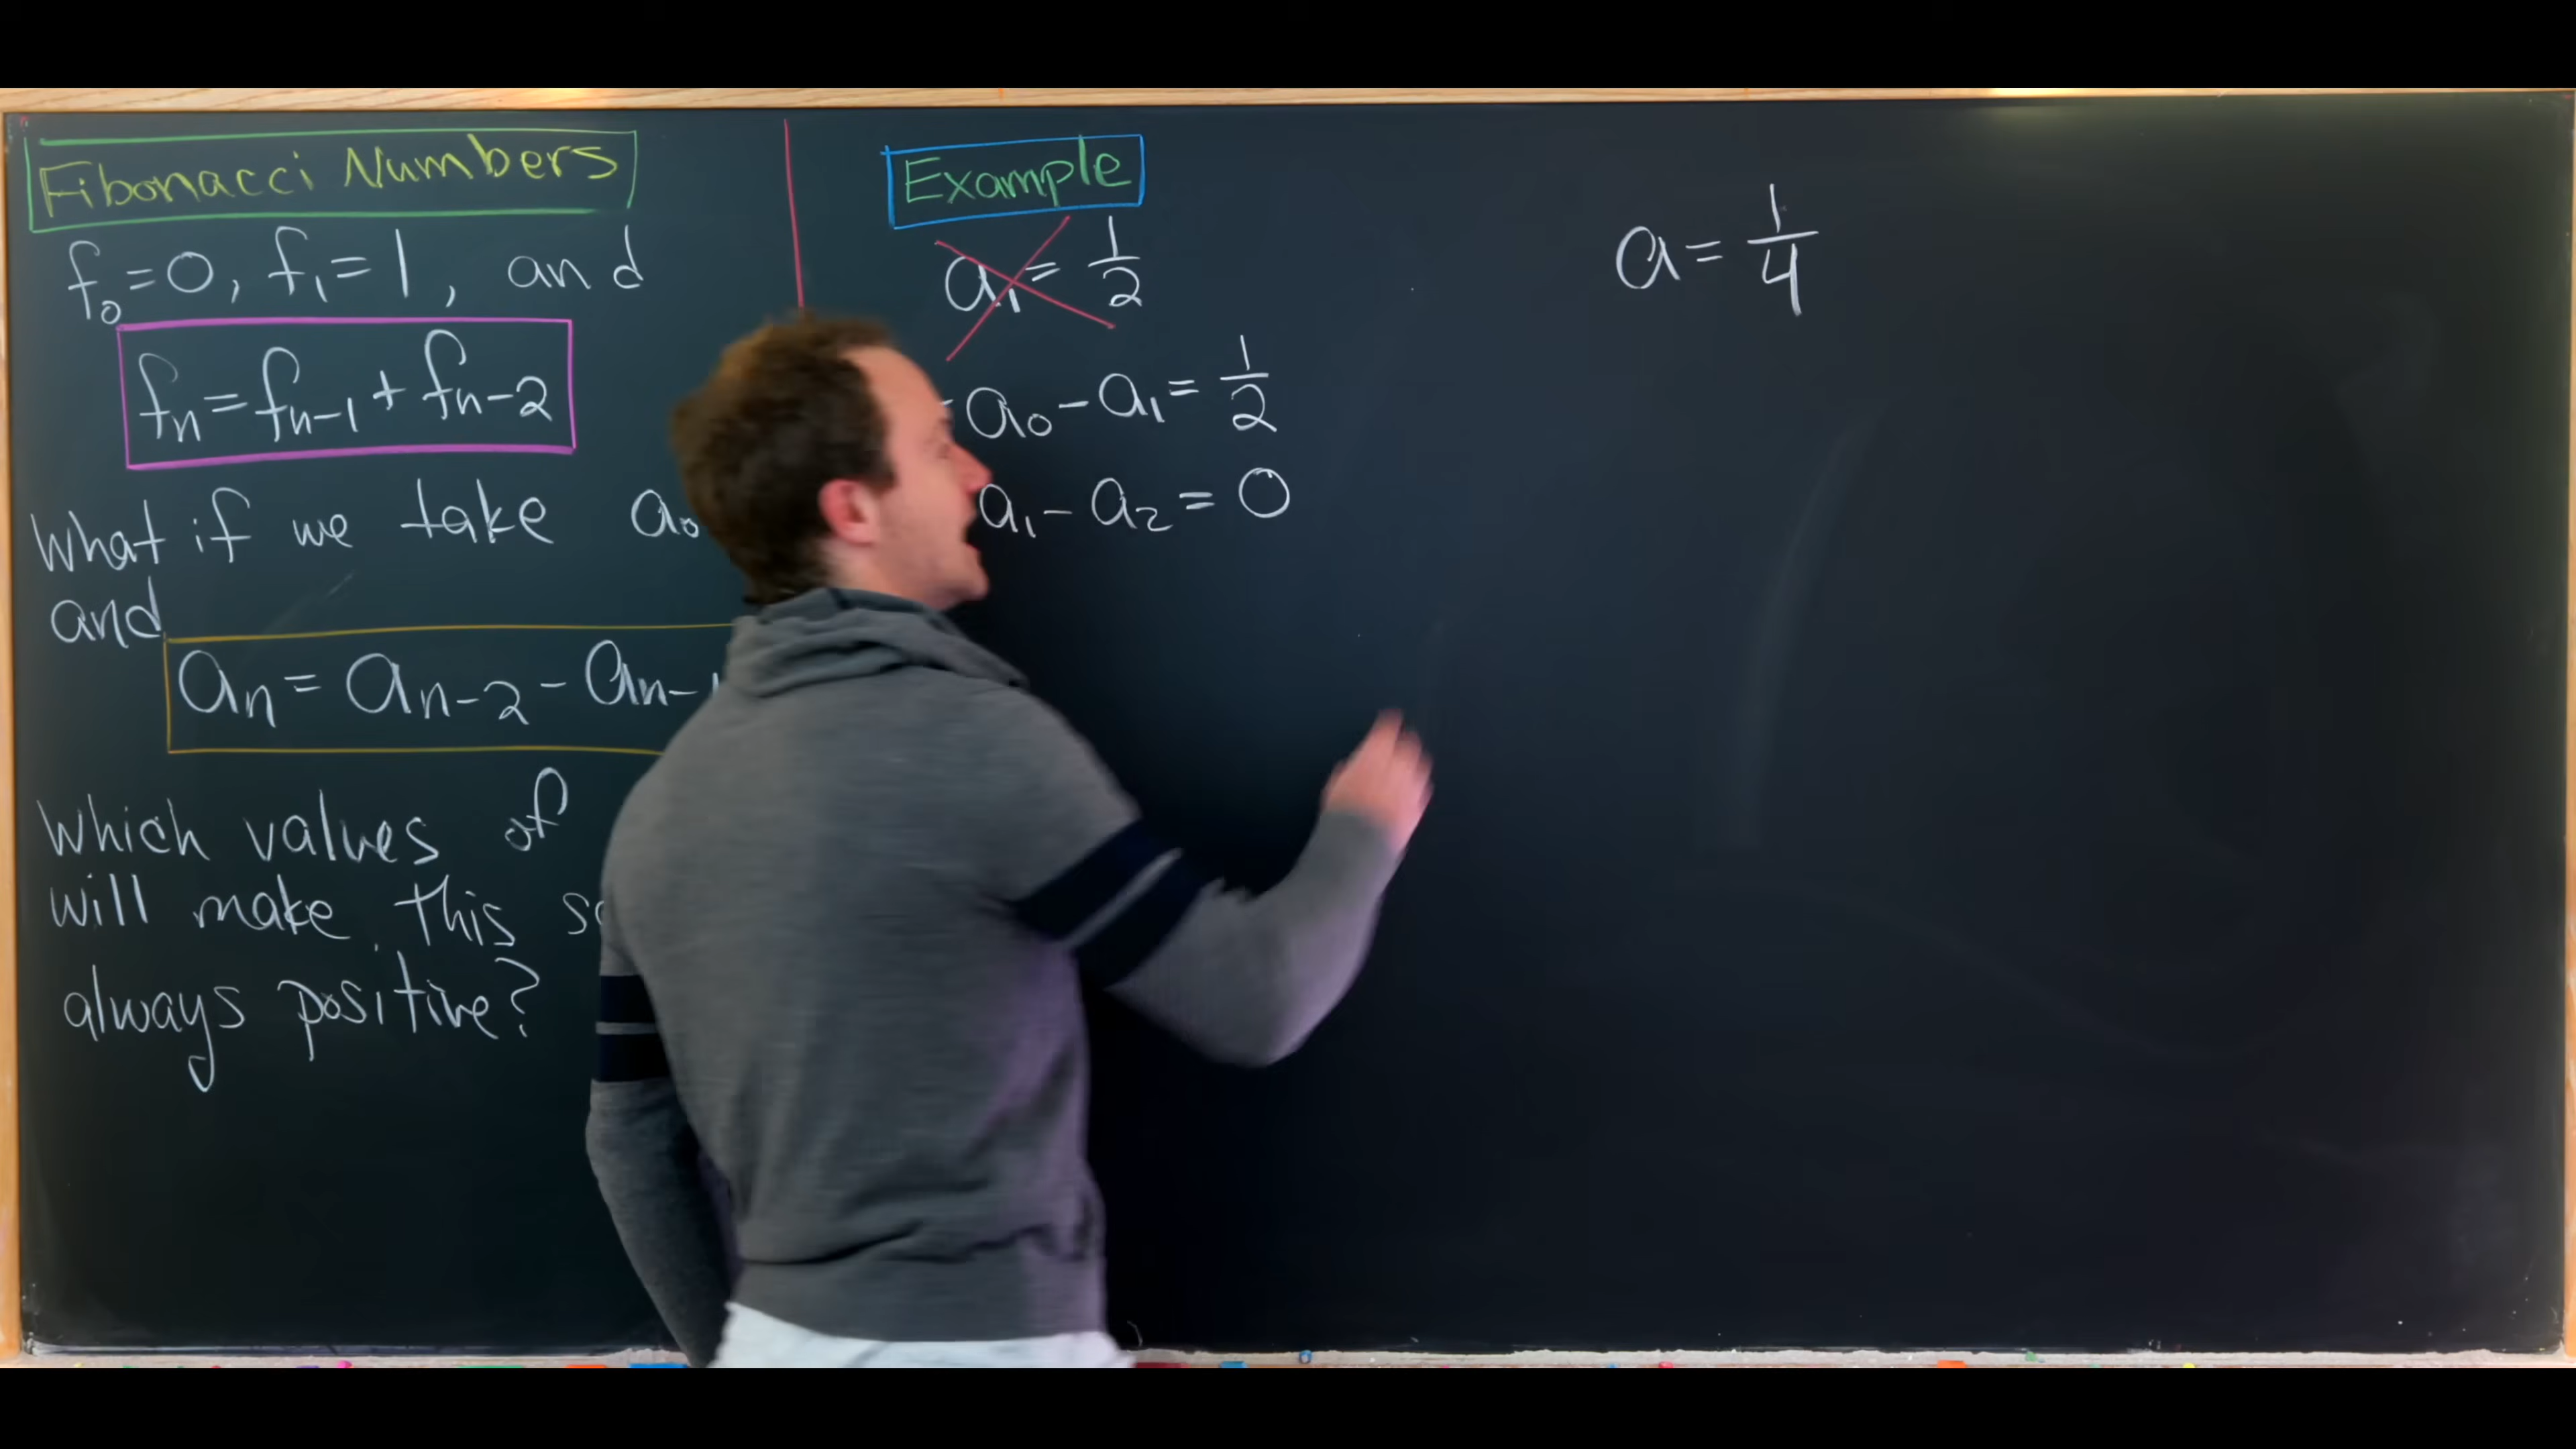 Fibonacci Numbers
f₀=0, f₁=1, and
fₙ=fₙ₋₁+fₙ₋₂
What if we take a₀
and
aₙ=aₙ₋₂-aₙ₋₁
Which values of
will make this
always positive?
Example
a₁=1/2
a₀-a₁=1/2
a₁-a₂=0
a=1/4